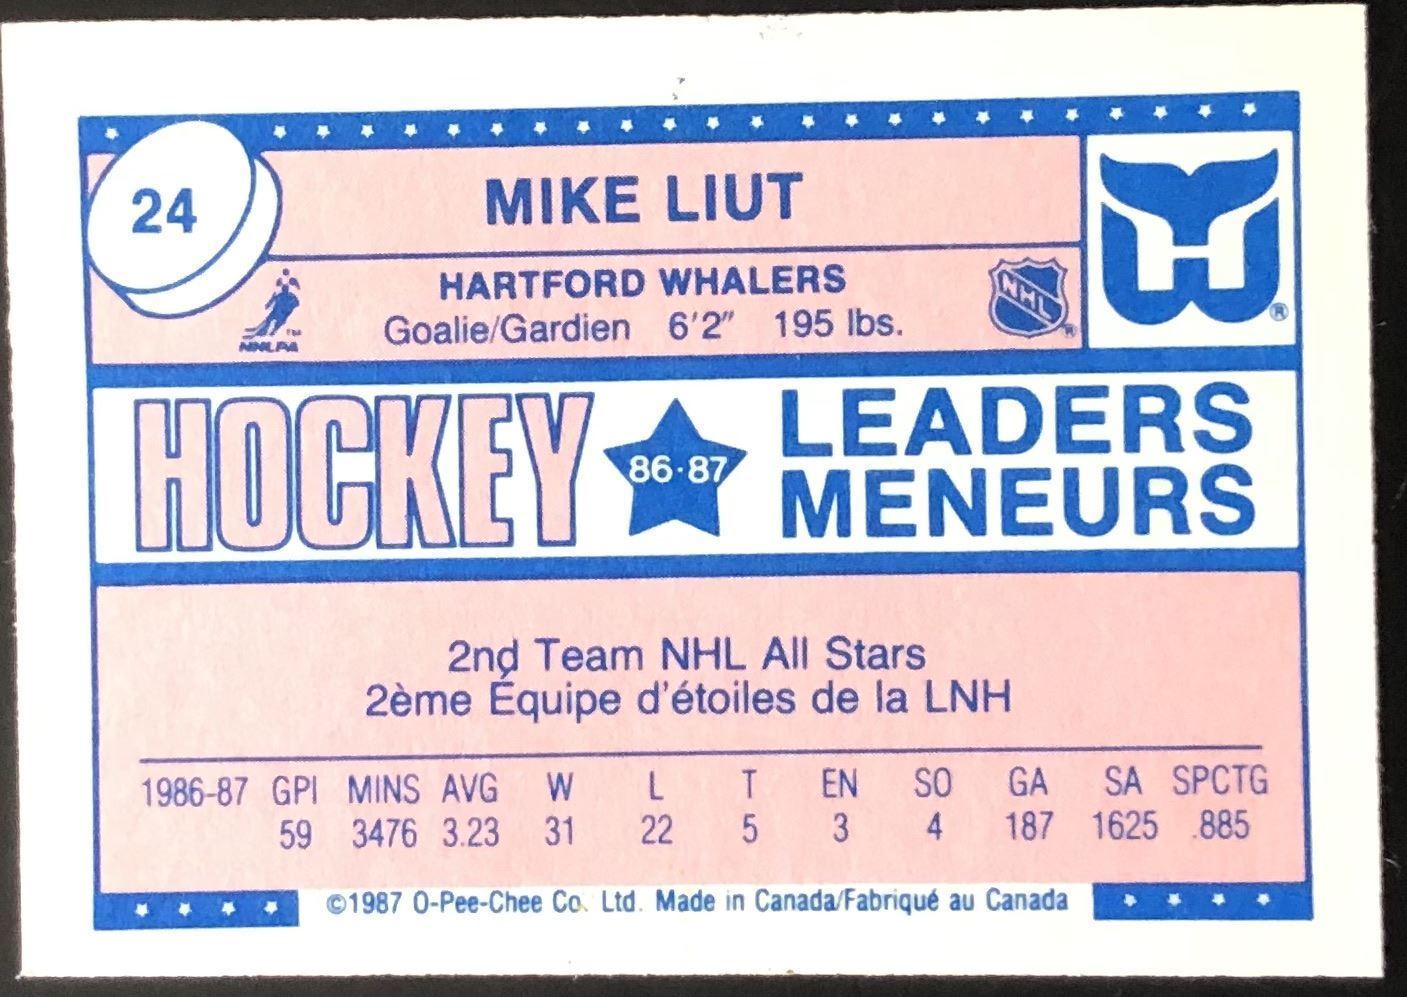 24
MIKE LIUT
HARTFORD WHALERS
Goalie/Gardien 6'2" 195 lbs.
NHLPA
TM
NHL
®
®
HOCKEY
86·87
LEADERS
MENEURS
2nd Team NHL All Stars
2ème Équipe d'étoiles de la LNH
1986-87 GPI MINS AVG W L T EN SO GA SA SPCTG
59 3476 3.23 31 22 5 3 4 187 1625 .885
©1987 O-Pee-Chee Co. Ltd. Made in Canada/Fabriqué au Canada